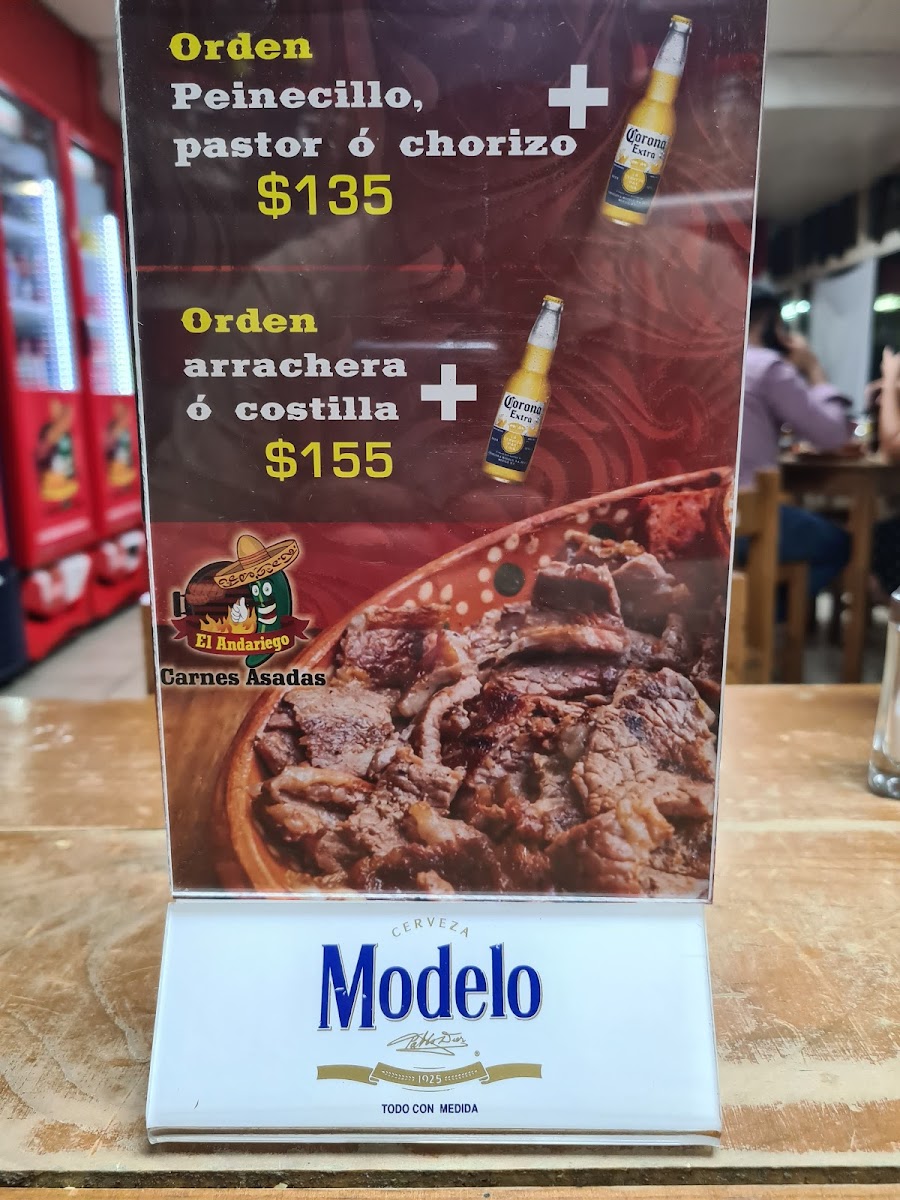 Orden
Peinecillo,
pastor ó chorizo
+
$135
Corona
Extra
Orden
arrachera
ó costilla
+
$155
Corona
Extra
El Andariego
Carnes Asadas
CERVEZA
Modelo
1925
TODO CON MEDIDA